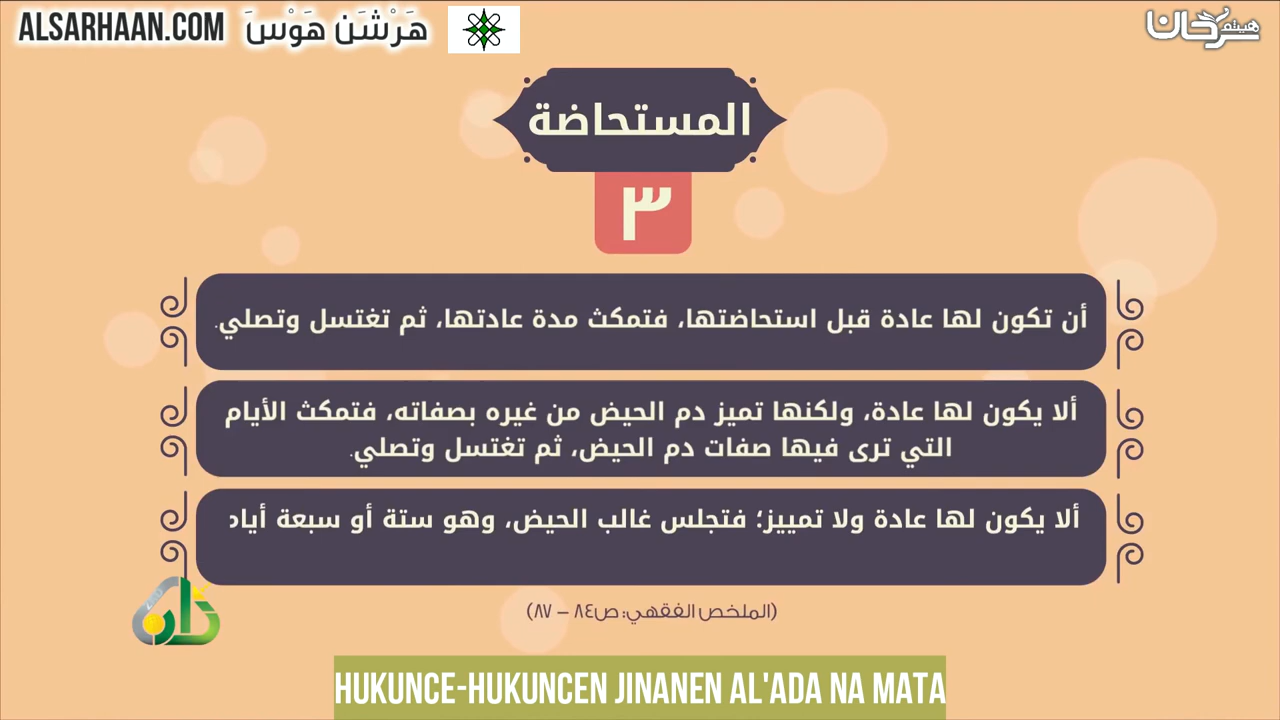 ALSARHAAN.COM هَرْشَن هَوْسَ
هيثم سرحان
المستحاضة
٣
أن تكون لها عادة قبل استحاضتها، فتمكث مدة عادتها، ثم تغتسل وتصلي.
ألا يكون لها عادة، ولكنها تميز دم الحيض من غيره بصفاته، فتمكث الأيام
التي ترى فيها صفات دم الحيض، ثم تغتسل وتصلي.
ألا يكون لها عادة ولا تمييز؛ فتجلس غالب الحيض، وهو ستة أو سبعة أيام
(الملخص الفقهي: ص٨٤ – ٨٧)
HUKUNCE-HUKUNCEN JINANEN AL'ADA NA MATA